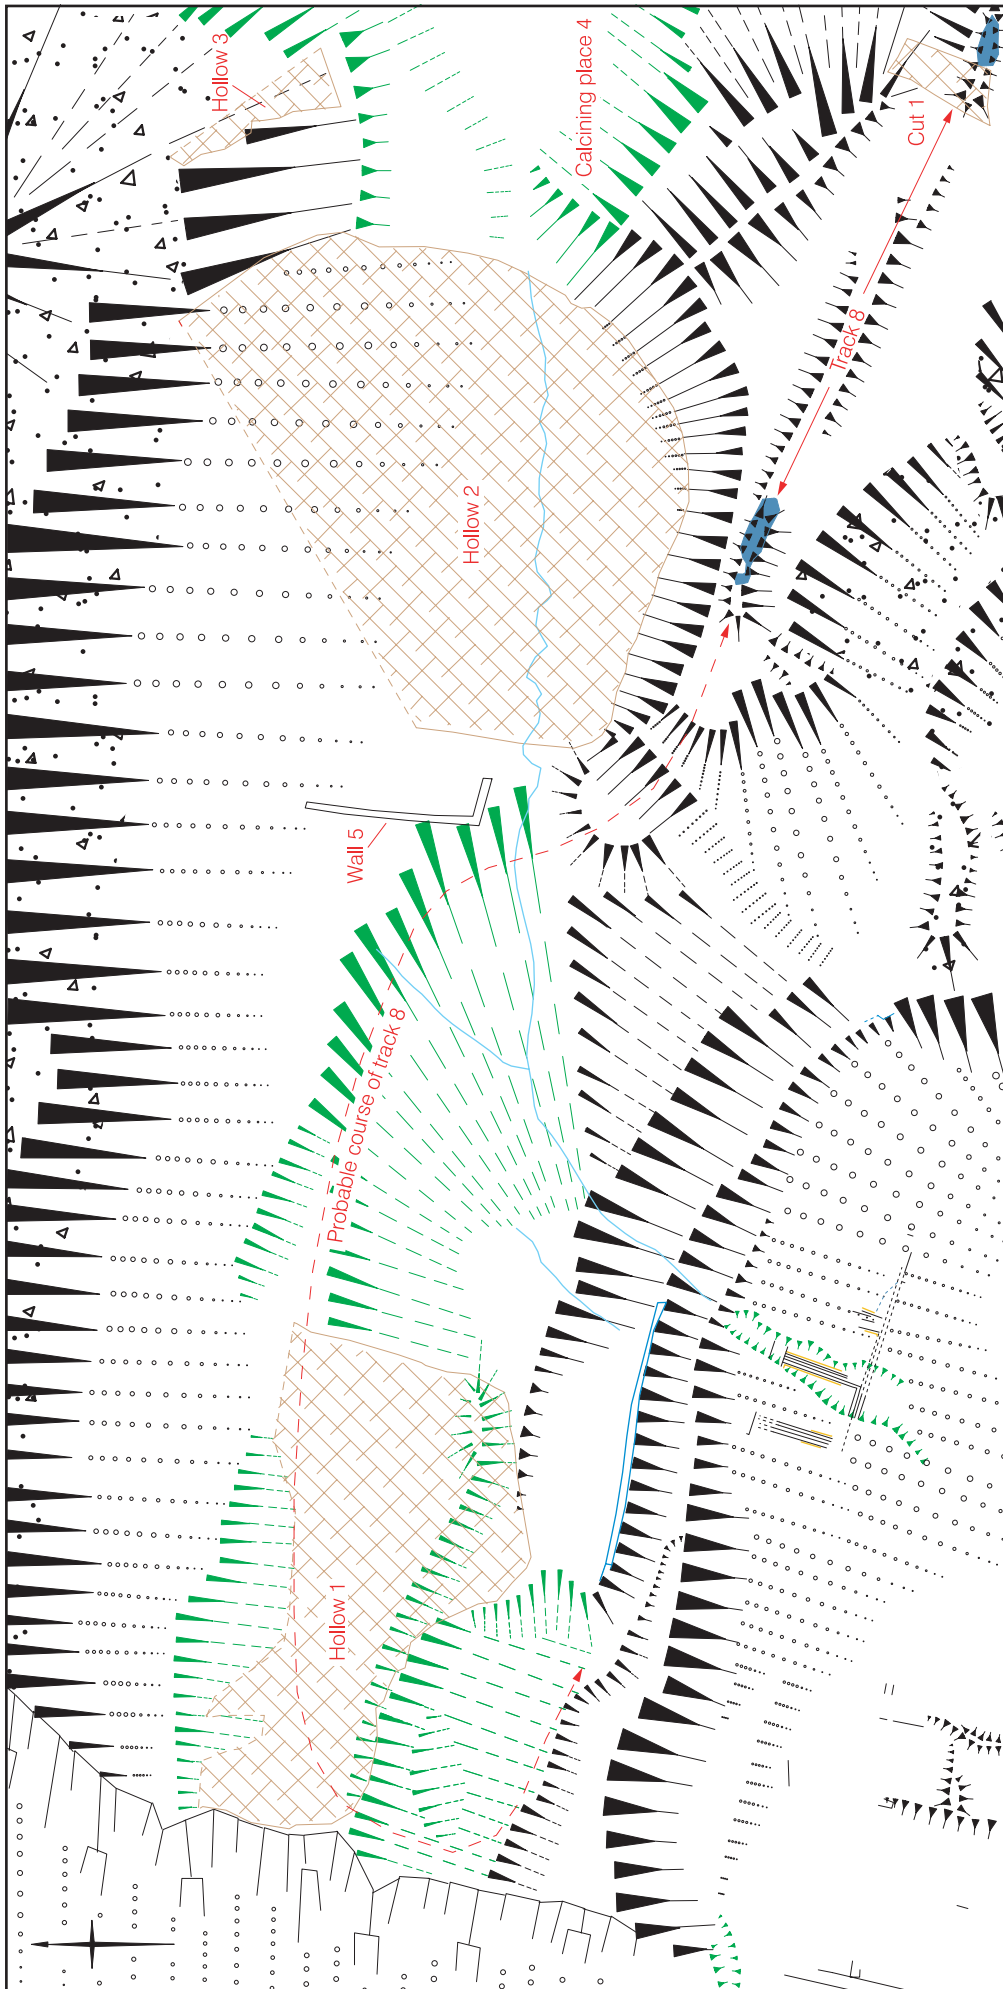 Hollow 3
Calcining place 4
Cut 1
Track 8
Hollow 2
Wall 5
Probable course of track 8
Hollow 1